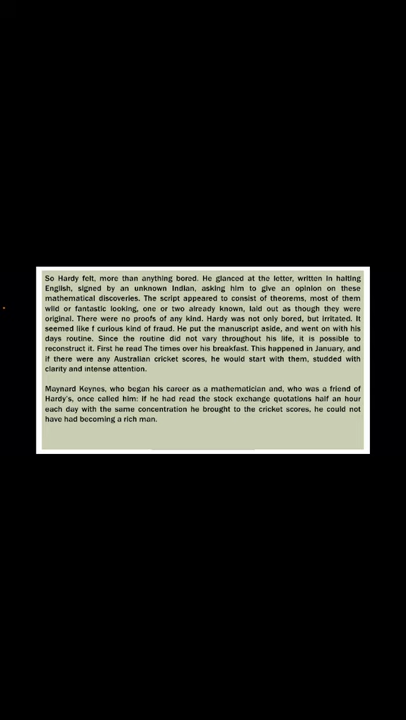 So Hardy felt, more than anything bored. He glanced at the letter, written in halting
English, signed by an unknown Indian, asking him to give an opinion on these
mathematical discoveries. The script appeared to consist of theorems, most of them
wild or fantastic looking, one or two already known, laid out as though they were
original. There were no proofs of any kind. Hardy was not only bored, but irritated. It
seemed like f curious kind of fraud. He put the manuscript aside, and went on with his
days routine. Since the routine did not vary throughout his life, it is possible to
reconstruct it. First he read The times over his breakfast. This happened in January, and
if there were any Australian cricket scores, he would start with them, studded with
clarity and intense attention.
Maynard Keynes, who began his career as a mathematician and, who was a friend of
Hardy's, once called him: If he had read the stock exchange quotations half an hour
each day with the same concentration he brought to the cricket scores, he could not
have had becoming a rich man.